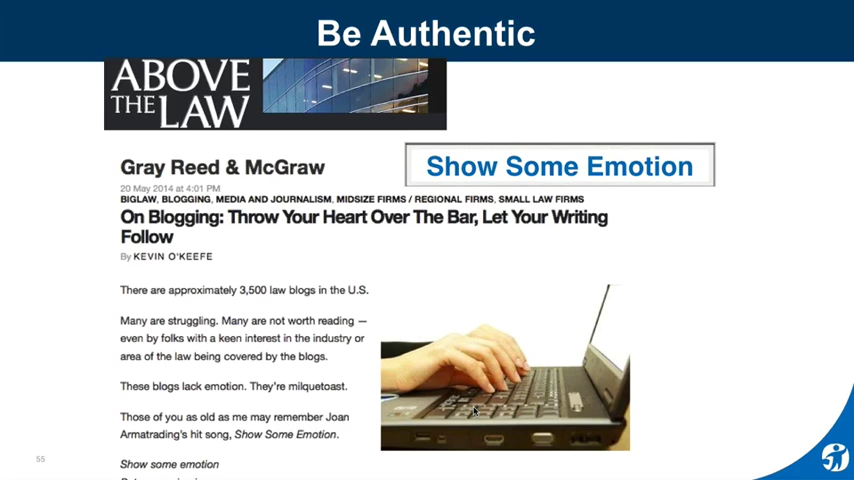 Be Authentic
ABOVE
THE LAW
Show Some Emotion
Gray Reed & McGraw
20 May 2014 at 4:01 PM
BIGLAW, BLOGGING, MEDIA AND JOURNALISM, MIDSIZE FIRMS / REGIONAL FIRMS, SMALL LAW FIRMS
On Blogging: Throw Your Heart Over The Bar, Let Your Writing
Follow
By KEVIN O'KEEFE
There are approximately 3,500 law blogs in the U.S.
Many are struggling. Many are not worth reading —
even by folks with a keen interest in the industry or
area of the law being covered by the blogs.
These blogs lack emotion. They're milquetoast.
Those of you as old as me may remember Joan
Armatrading's hit song, Show Some Emotion.
Show some emotion
55